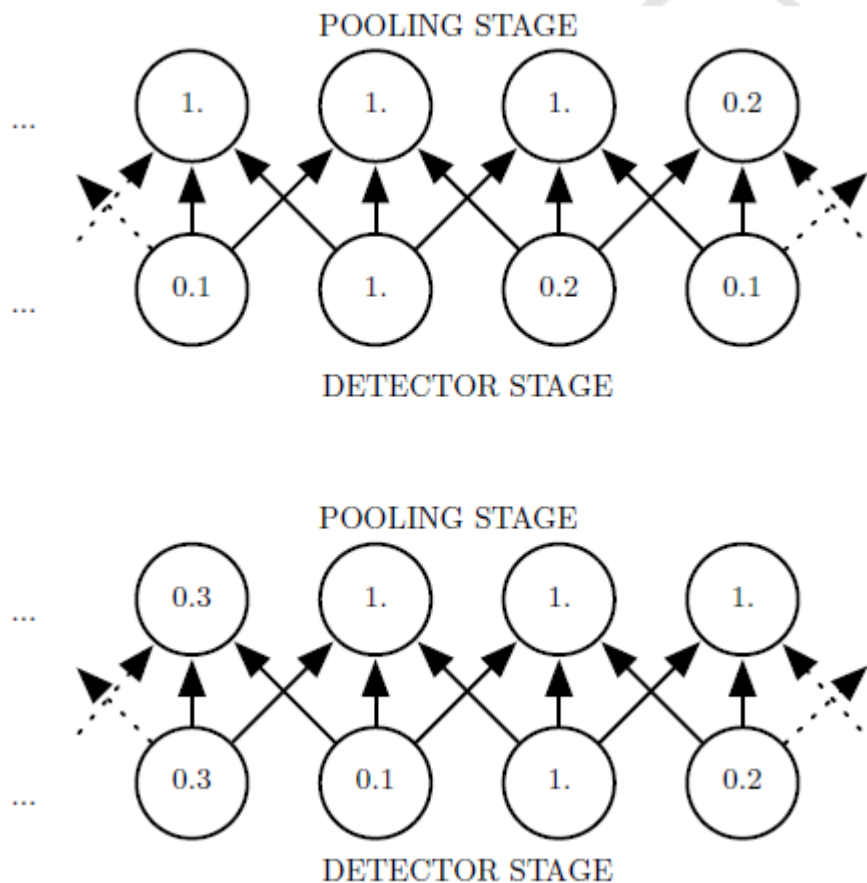 POOLING STAGE
... 1. 1. 1. 0.2
... 0.1 1. 0.2 0.1
DETECTOR STAGE
POOLING STAGE
... 0.3 1. 1. 1.
... 0.3 0.1 1. 0.2
DETECTOR STAGE